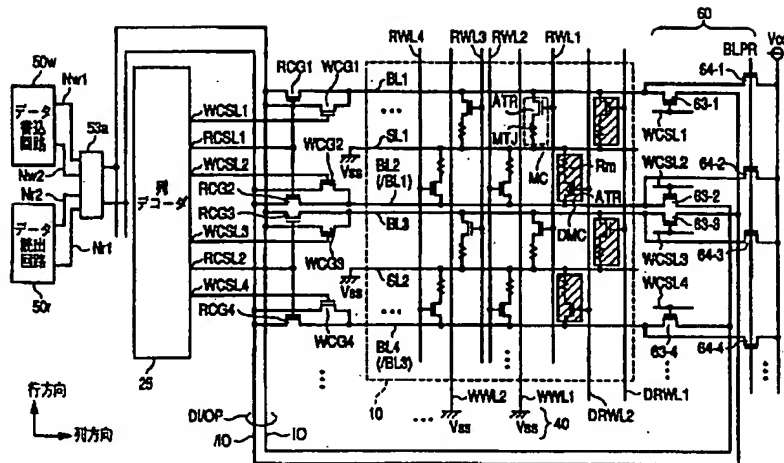 60
RWL4
RWL3
RWL2
RWL1
Vcc
BLPR
50w
Nw1
RCG1
WCG1
BL1
64-1
データ
書込
回路
53a
WCSL1
ATR
63-1
RCSL1
MTJ
WCSL1
SL1
Nw2
WCSL2
WCG2
Vss
MC
Rm
WCSL2
64-2
Nr2
RCG2
BL2
(/BL1)
63-2
列
デコーダ
RCG3
BL3
ATR
データ
読出
回路
WCSL3
DMC
63-3
64-3
Nr1
WCG3
WCSL3
RCSL2
SL2
50r
WCSL4
Vss
WCSL4
RCG4
WCG4
BL4
(/BL3)
63-4
64-4
25
行方向
列方向
DI/OP
/IO
IO
10
WWL2
Vss
WWL1
Vss
40
DRWL2
DRWL1